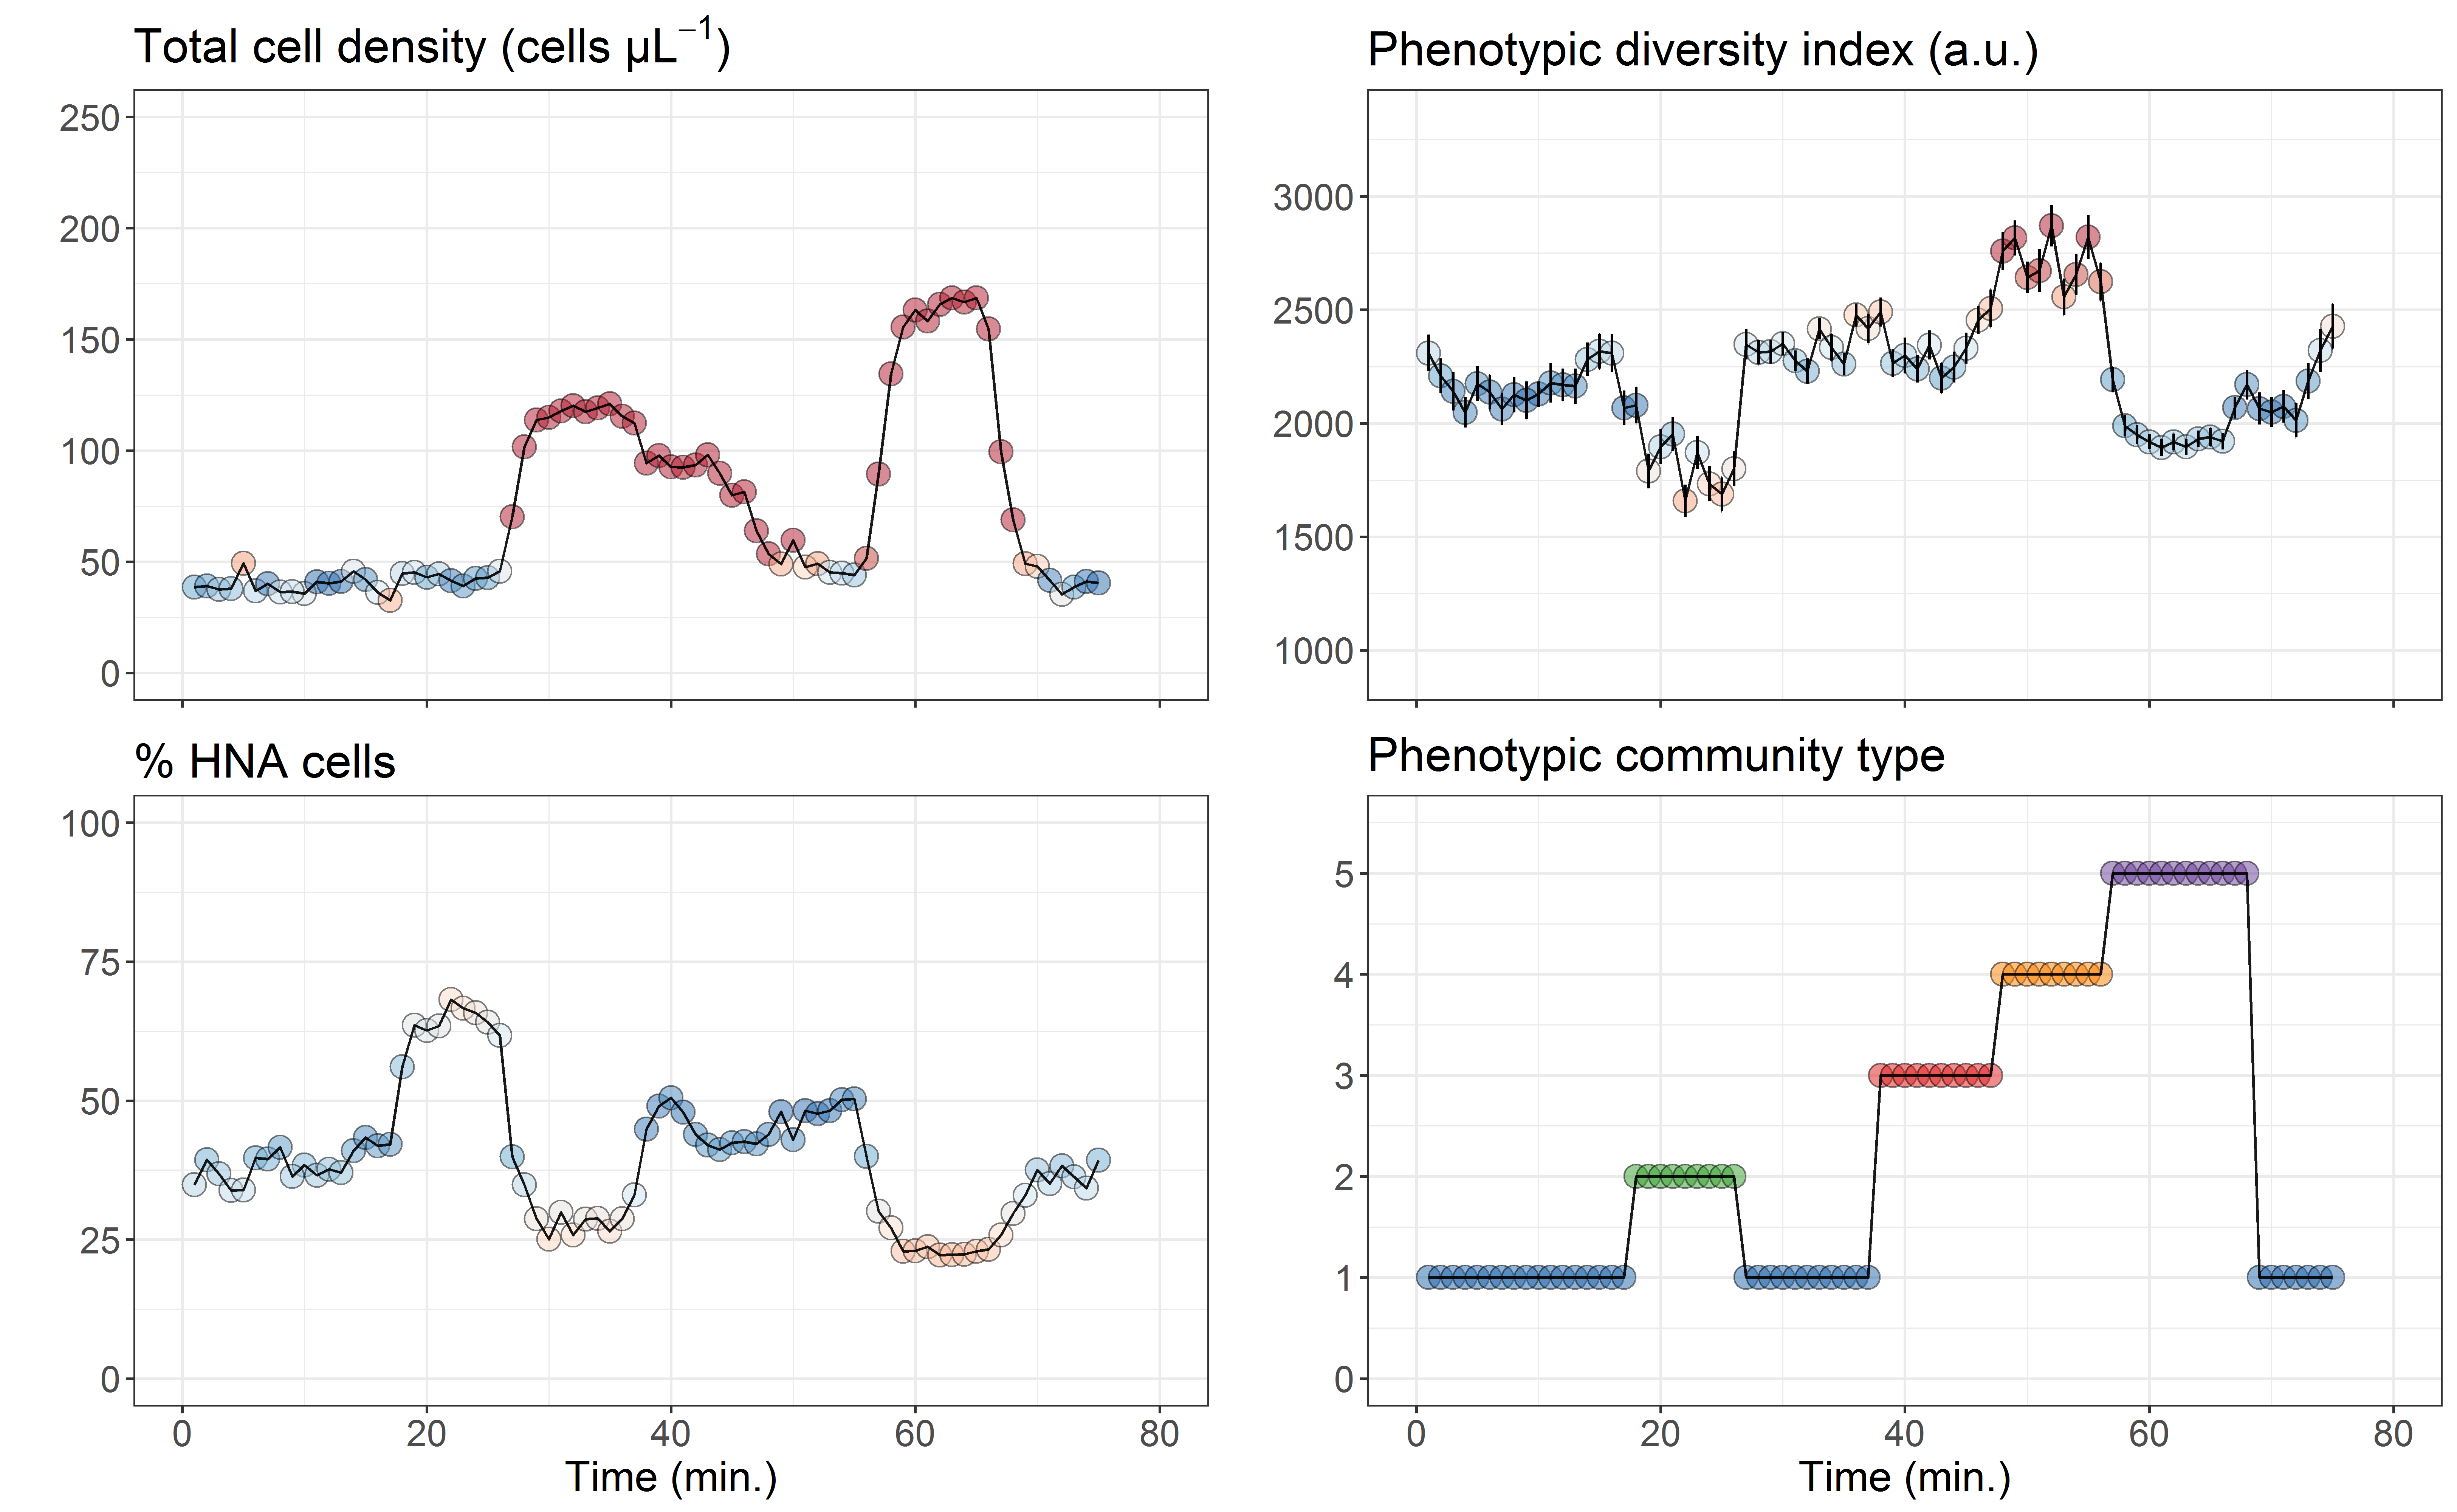 Total cell density (cells µL⁻¹)
250
200
150
100
50
0
Phenotypic diversity index (a.u.)
3000
2500
2000
1500
1000
% HNA cells
100
75
50
25
0
0 20 40 60 80
Time (min.)
Phenotypic community type
5
4
3
2
1
0
0 20 40 60 80
Time (min.)